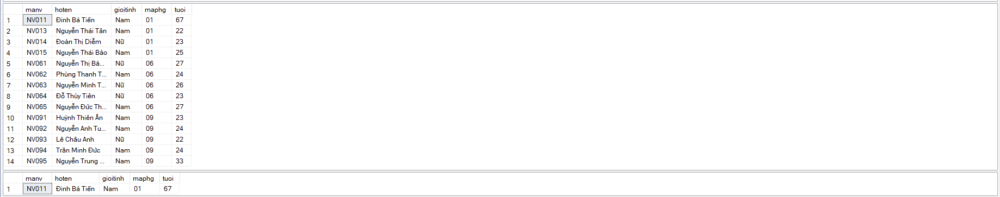 manv hoten gioitinh maphg tuoi
1 NV011 Đinh Bá Tiến Nam 01 67
2 NV013 Nguyễn Thái Tân Nam 01 22
3 NV014 Đoàn Thị Diễm Nữ 01 23
4 NV015 Nguyễn Thái Bảo Nam 01 25
5 NV061 Nguyễn Thị Bả... Nữ 06 27
6 NV062 Phùng Thanh T... Nam 06 24
7 NV063 Nguyễn Minh T... Nữ 06 26
8 NV064 Đỗ Thùy Tiên Nữ 06 23
9 NV065 Nguyễn Đức Th... Nam 06 27
10 NV091 Huỳnh Thiên Ân Nam 09 23
11 NV092 Nguyễn Anh Tu... Nam 09 24
12 NV093 Lê Châu Anh Nữ 09 22
13 NV094 Trần Minh Đức Nam 09 24
14 NV095 Nguyễn Trung ... Nam 09 33
manv hoten gioitinh maphg tuoi
1 NV011 Đinh Bá Tiến Nam 01 67